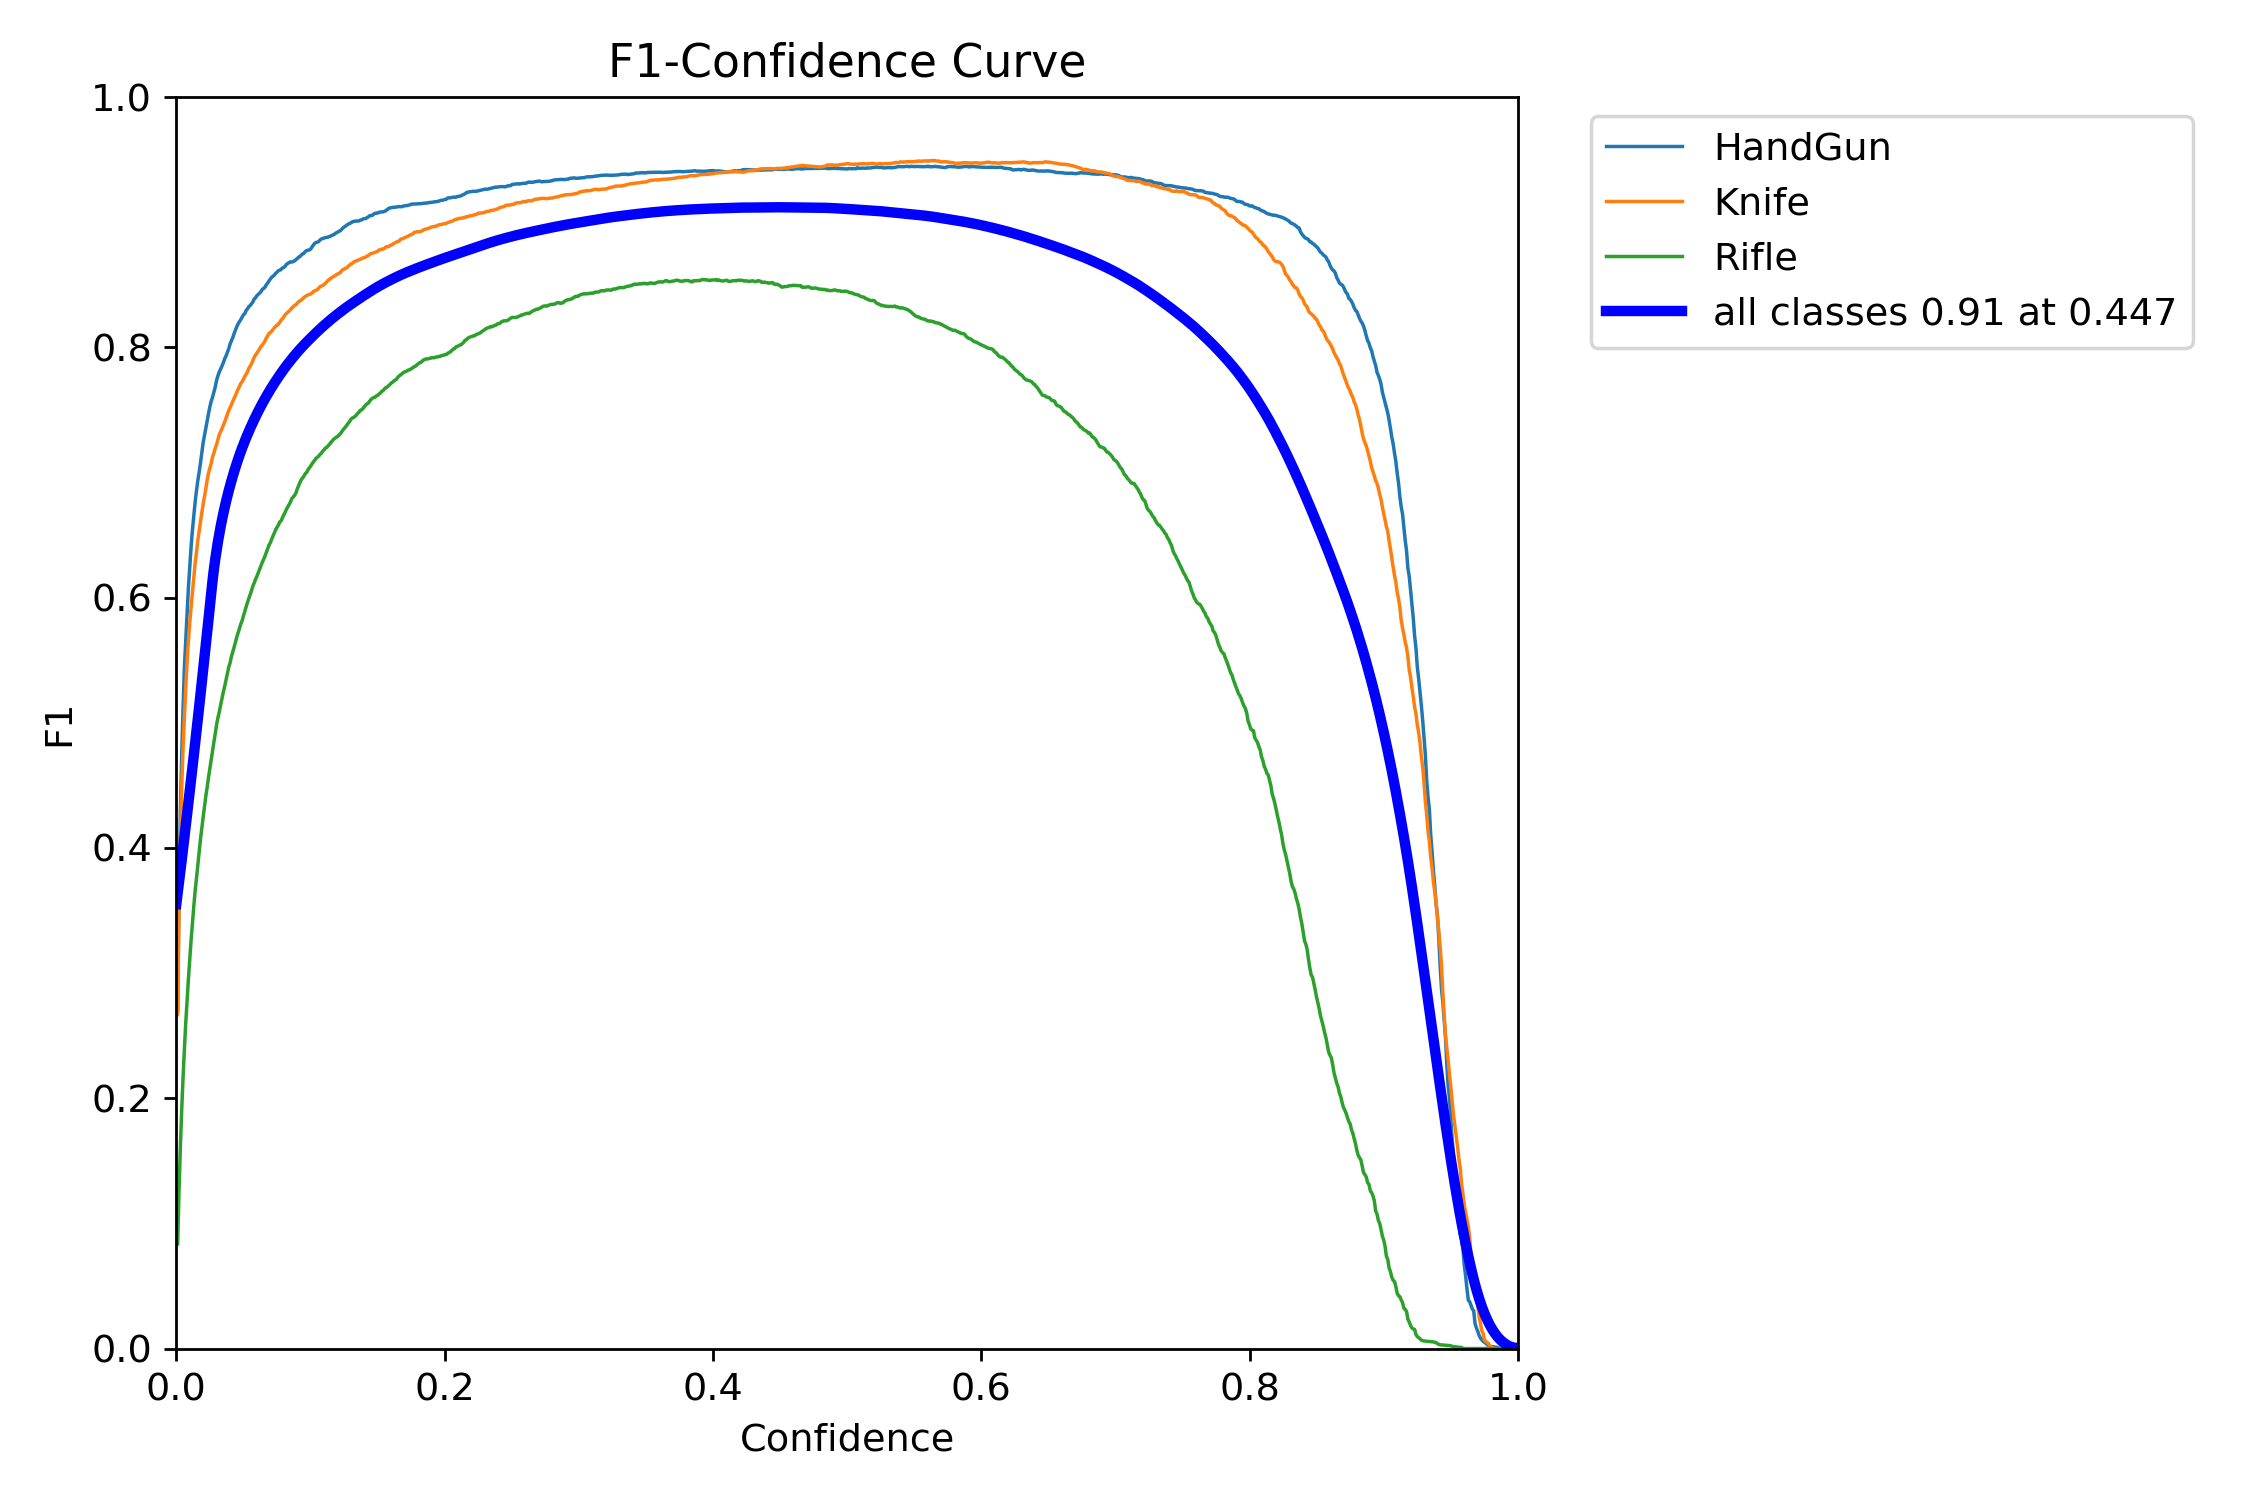 F1-Confidence Curve
1.0
0.8
0.6
0.4
0.2
0.0
F1
0.0 0.2 0.4 0.6 0.8 1.0
Confidence
HandGun
Knife
Rifle
all classes 0.91 at 0.447